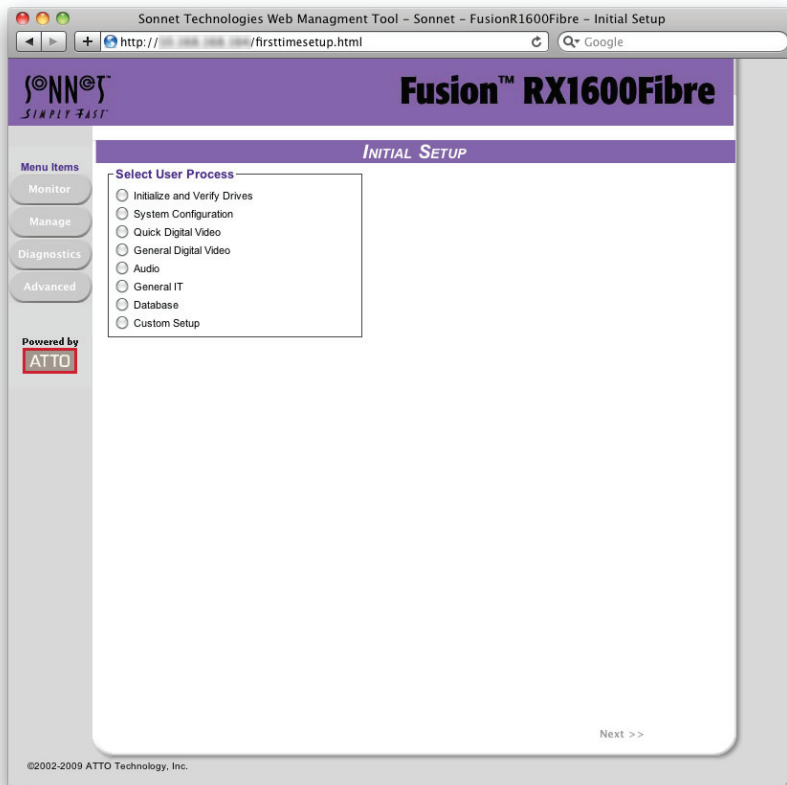 Sonnet Technologies Web Managment Tool – Sonnet – FusionR1600Fibre – Initial Setup
http:// /firsttimesetup.html
Google
SONNET™
SIMPLY FAST™
Fusion™ RX1600Fibre
INITIAL SETUP
Menu Items
Monitor
Manage
Diagnostics
Advanced
Powered by
ATTO
Select User Process
Initialize and Verify Drives
System Configuration
Quick Digital Video
General Digital Video
Audio
General IT
Database
Custom Setup
Next >>
©2002-2009 ATTO Technology, Inc.